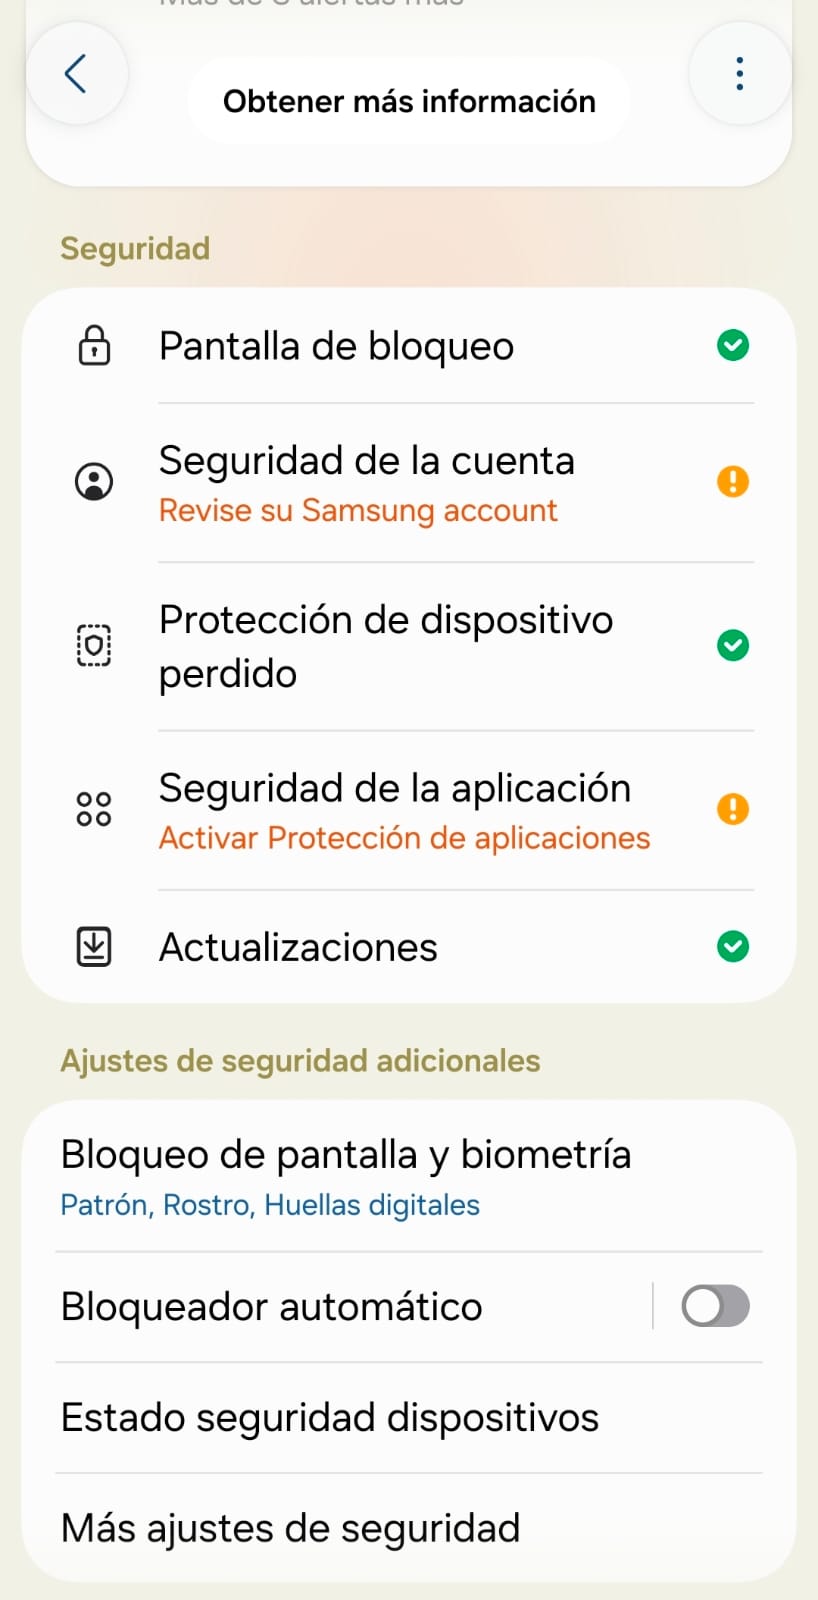 Obtener más información
Seguridad
Pantalla de bloqueo
Seguridad de la cuenta
Revise su Samsung account
Protección de dispositivo
perdido
Seguridad de la aplicación
Activar Protección de aplicaciones
Actualizaciones
Ajustes de seguridad adicionales
Bloqueo de pantalla y biometría
Patrón, Rostro, Huellas digitales
Bloqueador automático
Estado seguridad dispositivos
Más ajustes de seguridad